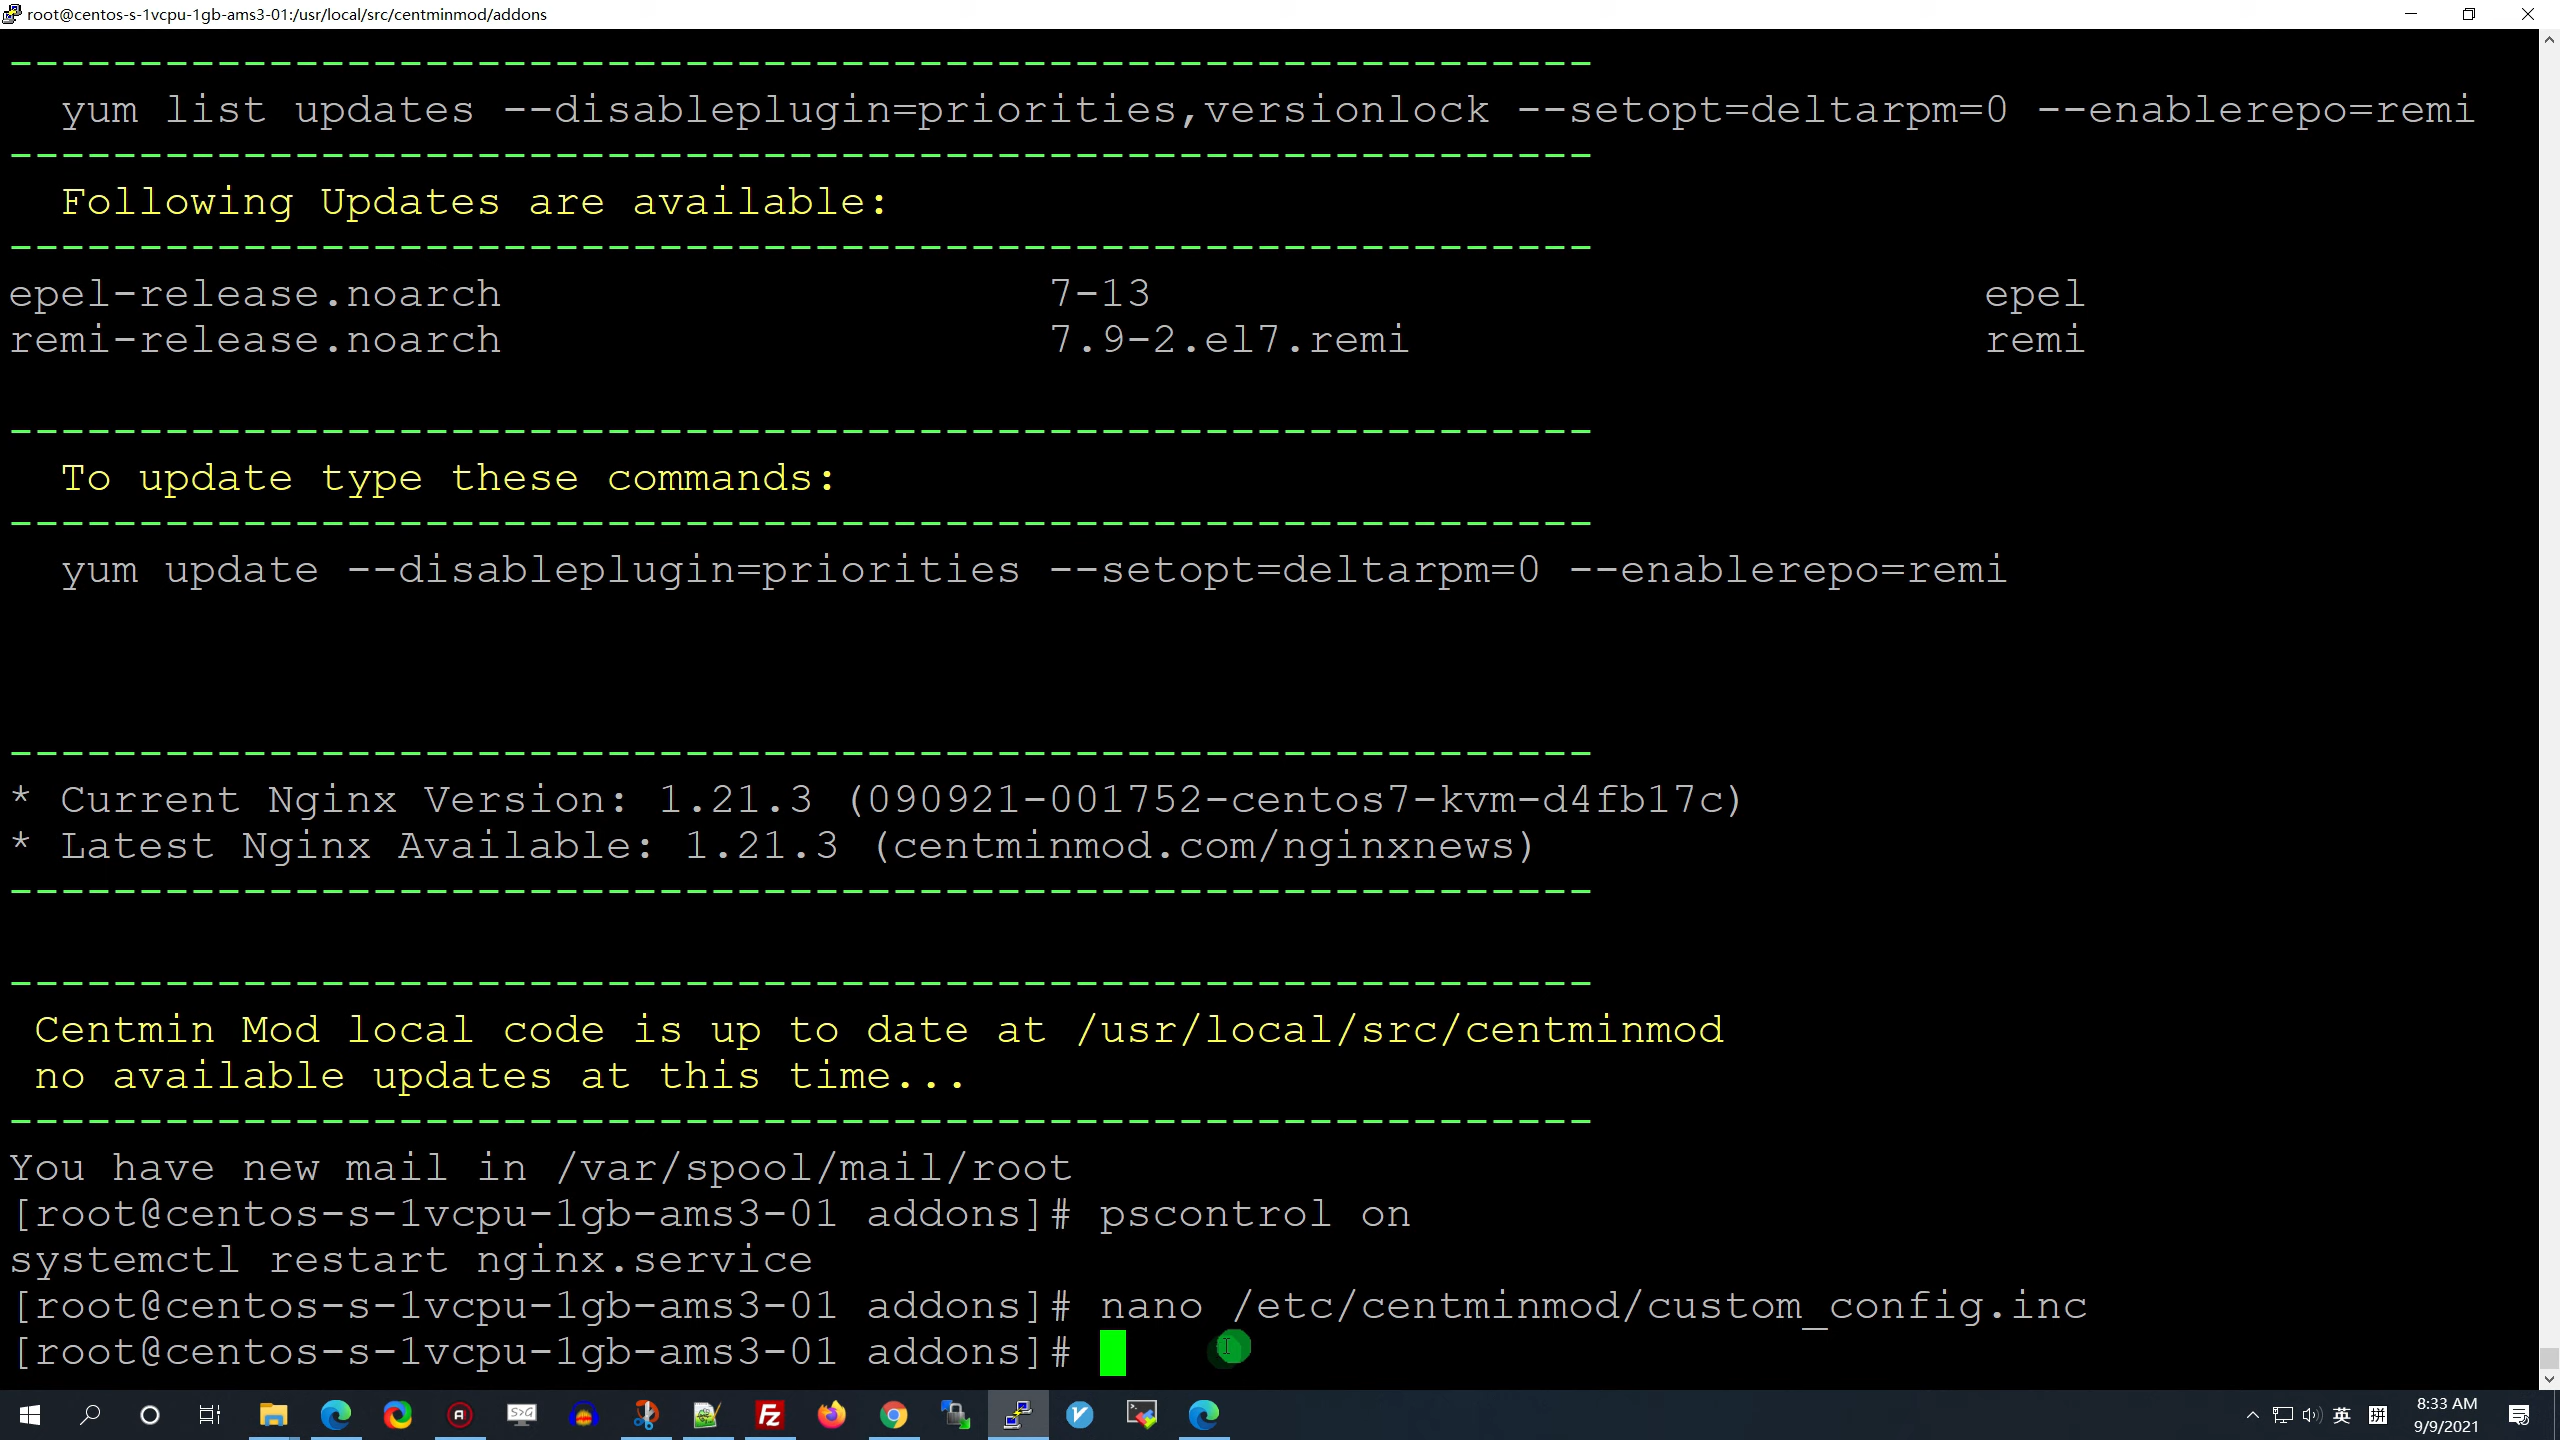 root@centos-s-1vcpu-1gb-ams3-01:/usr/local/src/centminmod/addons
-------------------------------------------------------------
  yum list updates --disableplugin=priorities,versionlock --setopt=deltarpm=0 --enablerepo=remi
-------------------------------------------------------------
  Following Updates are available:
-------------------------------------------------------------
epel-release.noarch                     7-13                                epel
remi-release.noarch                     7.9-2.el7.remi                      remi
-------------------------------------------------------------
  To update type these commands:
-------------------------------------------------------------
  yum update --disableplugin=priorities --setopt=deltarpm=0 --enablerepo=remi
-------------------------------------------------------------
* Current Nginx Version: 1.21.3 (090921-001752-centos7-kvm-d4fb17c)
* Latest Nginx Available: 1.21.3 (centminmod.com/nginxnews)
-------------------------------------------------------------
-------------------------------------------------------------
 Centmin Mod local code is up to date at /usr/local/src/centminmod
 no available updates at this time...
-------------------------------------------------------------
You have new mail in /var/spool/mail/root
[root@centos-s-1vcpu-1gb-ams3-01 addons]# pscontrol on
systemctl restart nginx.service
[root@centos-s-1vcpu-1gb-ams3-01 addons]# nano /etc/centminmod/custom_config.inc
[root@centos-s-1vcpu-1gb-ams3-01 addons]#
S>G
Fz
英
拼
8:33 AM
9/9/2021